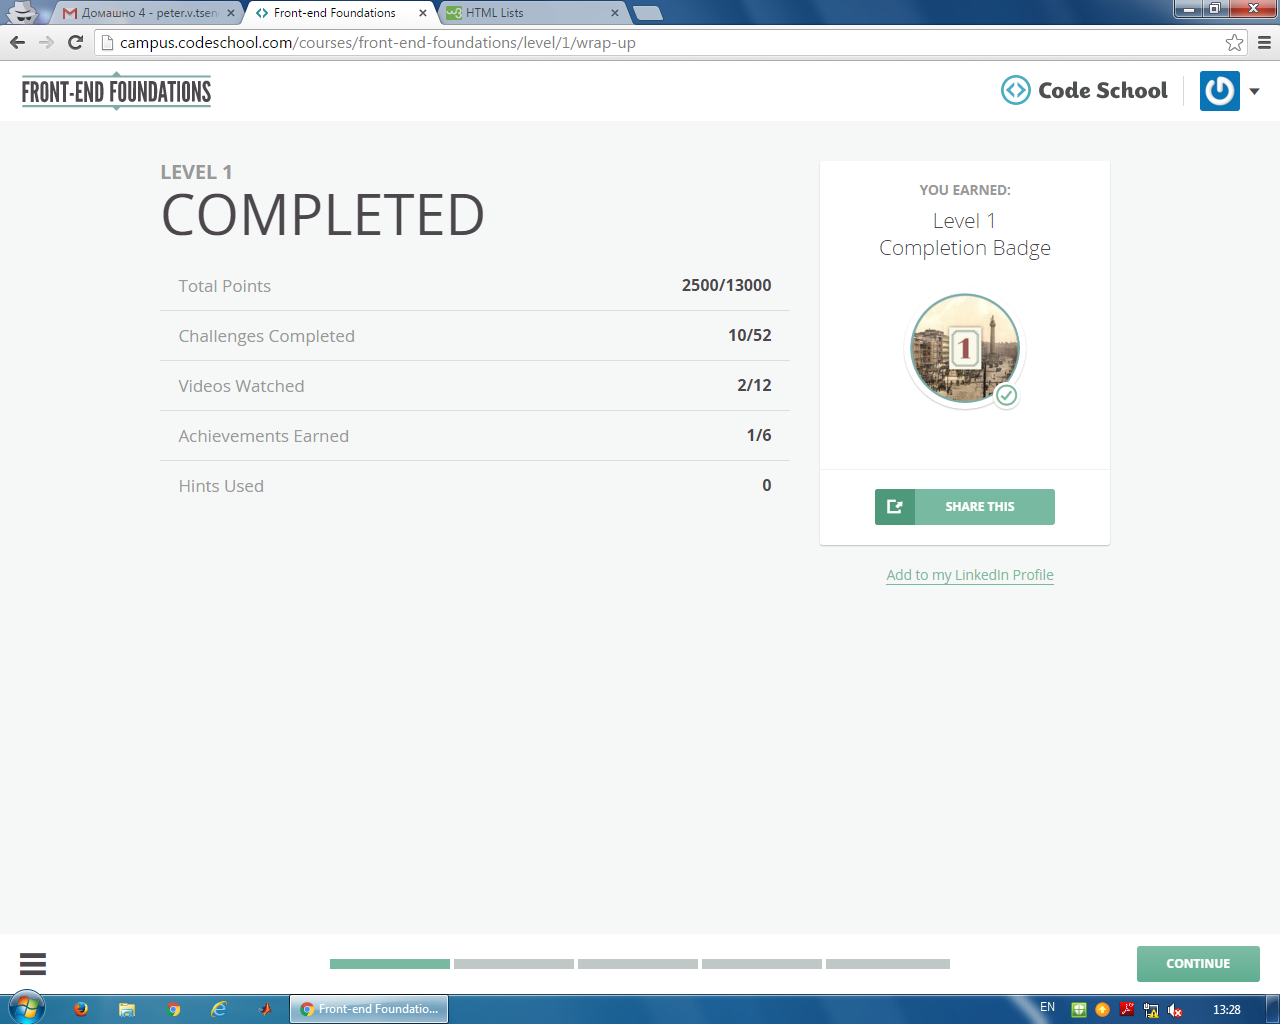 Домашно 4 - peter.v.tsen
Front-end Foundations
HTML Lists
campus.codeschool.com/courses/front-end-foundations/level/1/wrap-up
FRONT-END FOUNDATIONS
Code School
LEVEL 1
COMPLETED
Total Points 2500/13000
Challenges Completed 10/52
Videos Watched 2/12
Achievements Earned 1/6
Hints Used 0
YOU EARNED:
Level 1
Completion Badge
1
SHARE THIS
Add to my LinkedIn Profile
CONTINUE
Front-end Foundatio...
EN
13:28